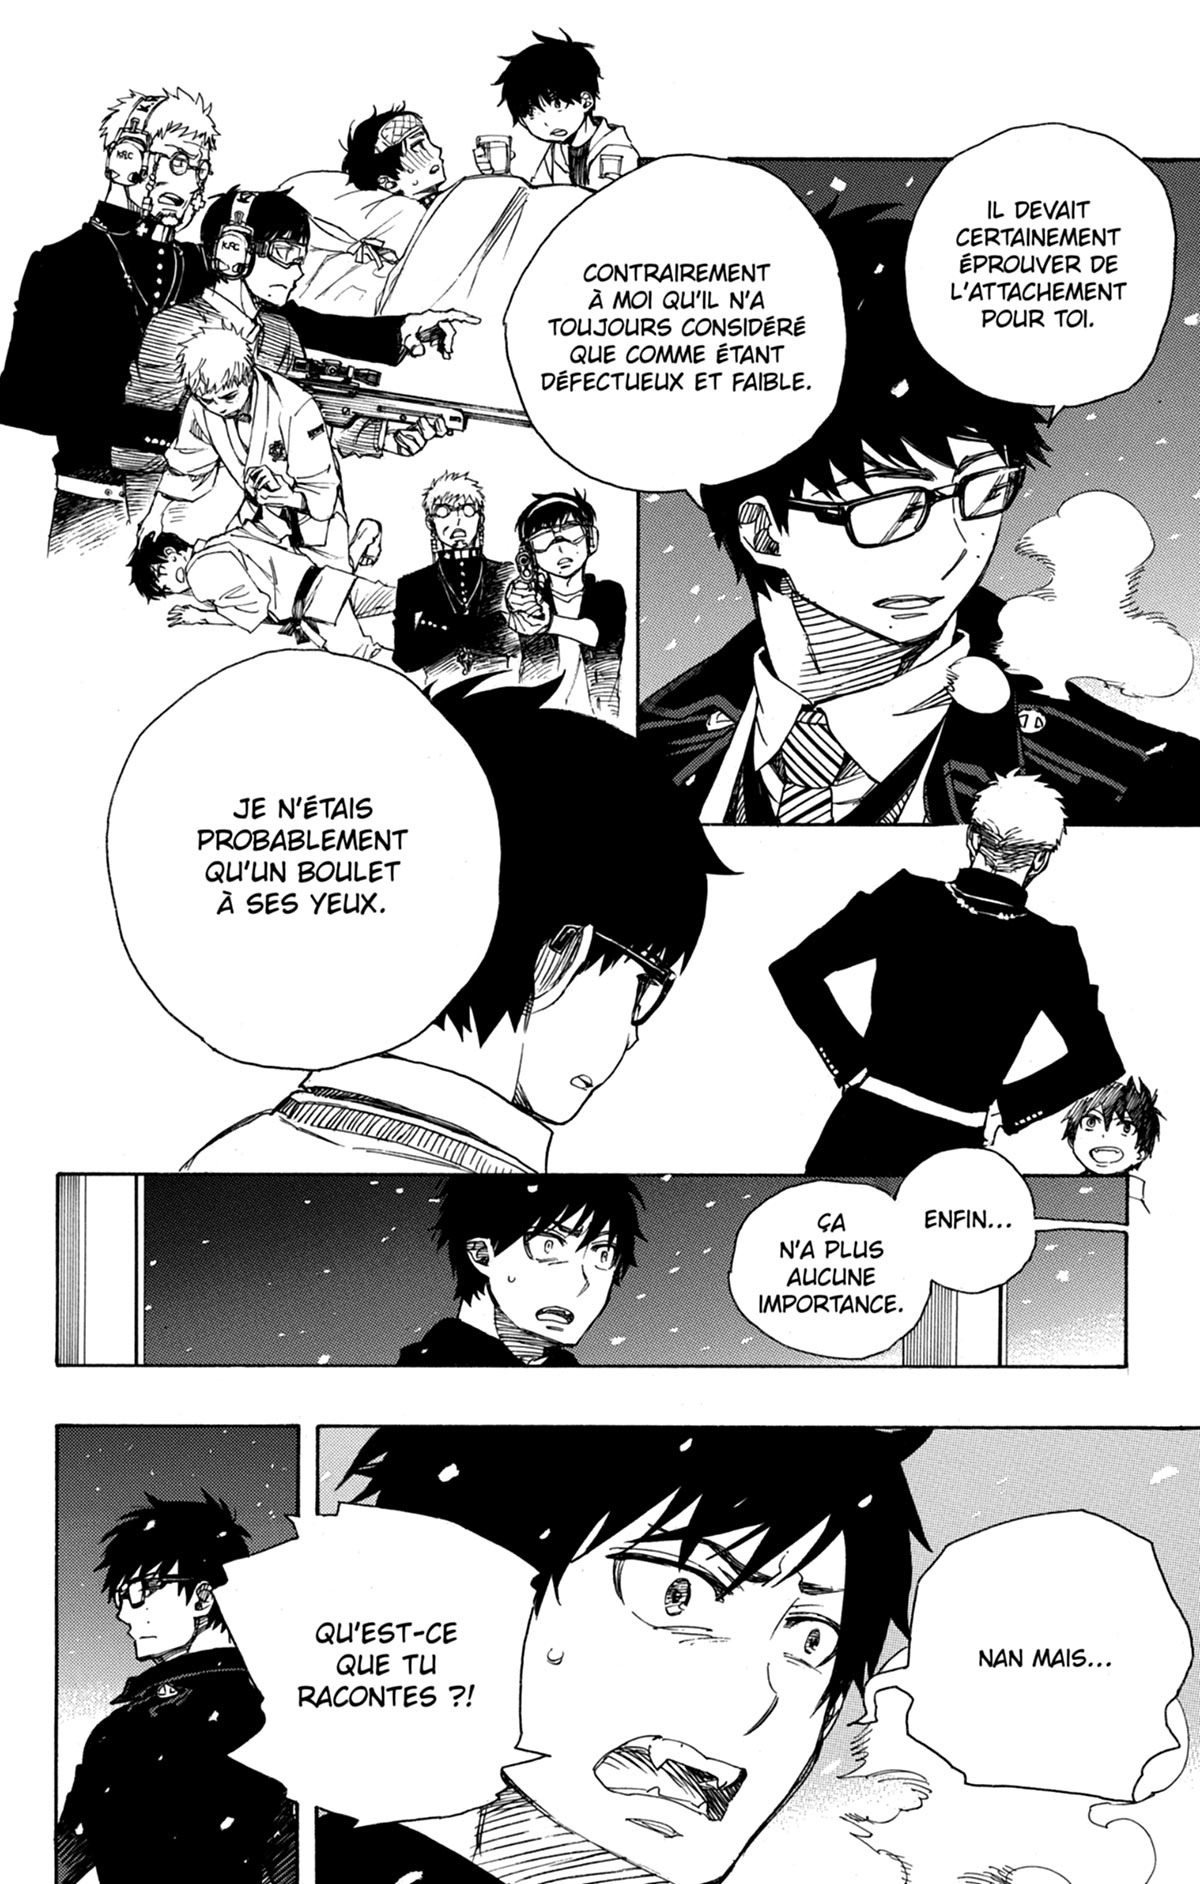 IL DEVAIT
CERTAINEMENT
ÉPROUVER DE
L'ATTACHEMENT
POUR TOI.
CONTRAIREMENT
À MOI QU'IL N'A
TOUJOURS CONSIDÉRÉ
QUE COMME ÉTANT
DÉFECTUEUX ET FAIBLE.
JE N'ÉTAIS
PROBABLEMENT
QU'UN BOULET
À SES YEUX.
ENFIN...
ÇA
N'A PLUS
AUCUNE
IMPORTANCE.
NAN MAIS...
QU'EST-CE
QUE TU
RACONTES ?!